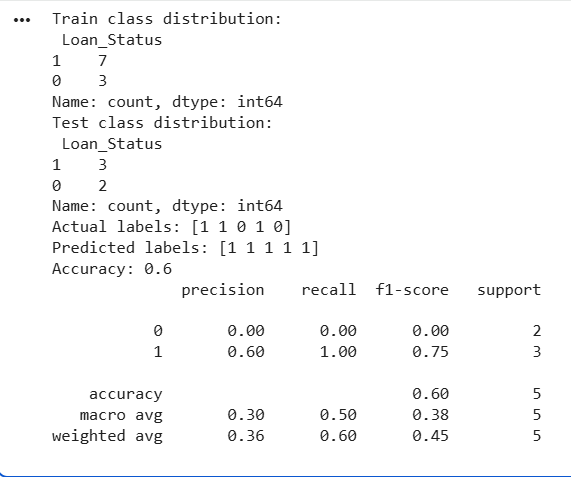 ••• Train class distribution:
Loan_Status
1    7
0    3
Name: count, dtype: int64
Test class distribution:
Loan_Status
1    3
0    2
Name: count, dtype: int64
Actual labels: [1 1 0 1 0]
Predicted labels: [1 1 1 1 1]
Accuracy: 0.6
precision    recall  f1-score   support
0       0.00      0.00      0.00         2
1       0.60      1.00      0.75         3
accuracy                           0.60         5
macro avg       0.30      0.50      0.38         5
weighted avg       0.36      0.60      0.45         5